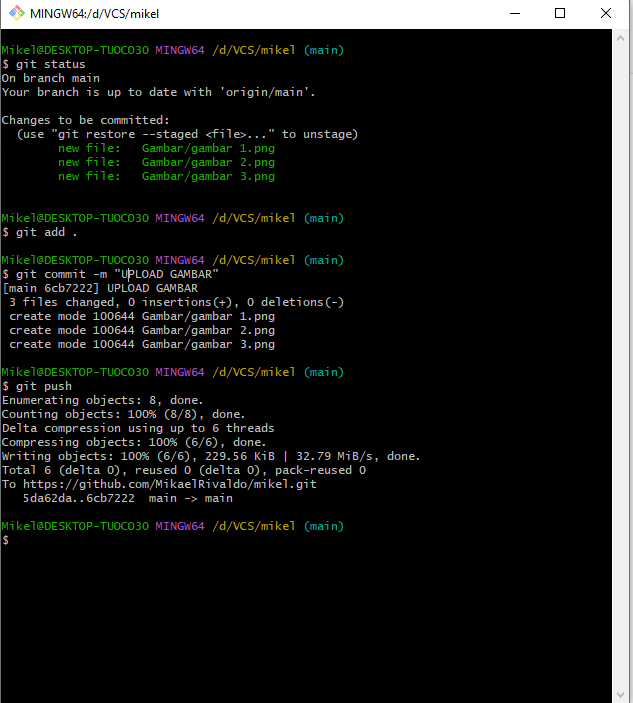 MINGW64:/d/VCS/mikel
Mikel@DESKTOP-TUOCO3O MINGW64 /d/VCS/mikel (main)
$ git status
On branch main
Your branch is up to date with 'origin/main'.
Changes to be committed:
  (use "git restore --staged <file>..." to unstage)
        new file:   Gambar/gambar 1.png
        new file:   Gambar/gambar 2.png
        new file:   Gambar/gambar 3.png
Mikel@DESKTOP-TUOCO3O MINGW64 /d/VCS/mikel (main)
$ git add .
Mikel@DESKTOP-TUOCO3O MINGW64 /d/VCS/mikel (main)
$ git commit -m "UPLOAD GAMBAR"
[main 6cb7222] UPLOAD GAMBAR
 3 files changed, 0 insertions(+), 0 deletions(-)
 create mode 100644 Gambar/gambar 1.png
 create mode 100644 Gambar/gambar 2.png
 create mode 100644 Gambar/gambar 3.png
Mikel@DESKTOP-TUOCO3O MINGW64 /d/VCS/mikel (main)
$ git push
Enumerating objects: 8, done.
Counting objects: 100% (8/8), done.
Delta compression using up to 6 threads
Compressing objects: 100% (6/6), done.
Writing objects: 100% (6/6), 229.56 KiB | 32.79 MiB/s, done.
Total 6 (delta 0), reused 0 (delta 0), pack-reused 0
To https://github.com/MikaelRivaldo/mikel.git
   5da62da..6cb7222  main -> main
Mikel@DESKTOP-TUOCO3O MINGW64 /d/VCS/mikel (main)
$